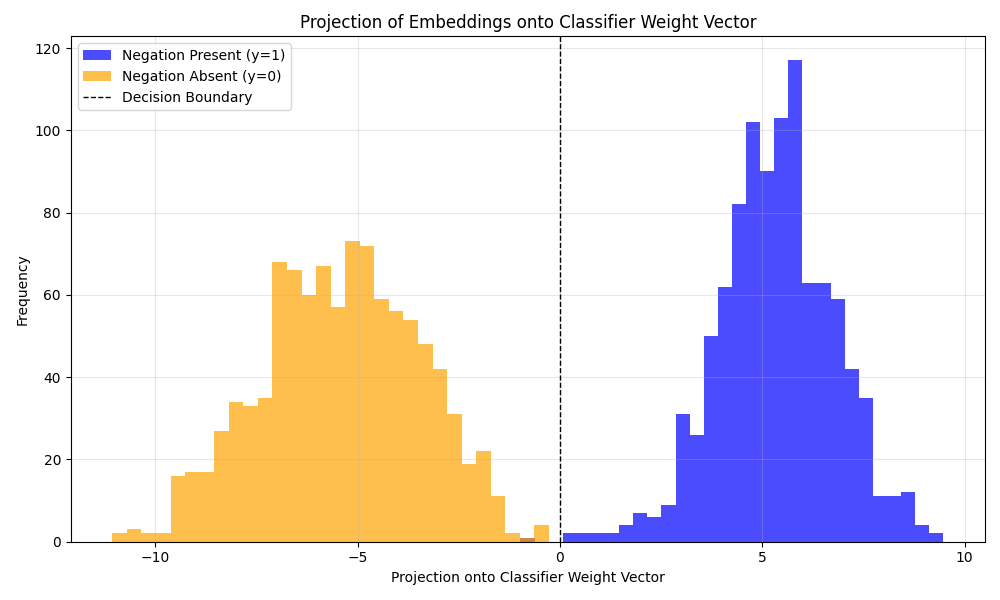 Projection of Embeddings onto Classifier Weight Vector
Negation Present (y=1)
Negation Absent (y=0)
Decision Boundary
Frequency
120
100
80
60
40
20
0
−10
−5
0
5
10
Projection onto Classifier Weight Vector